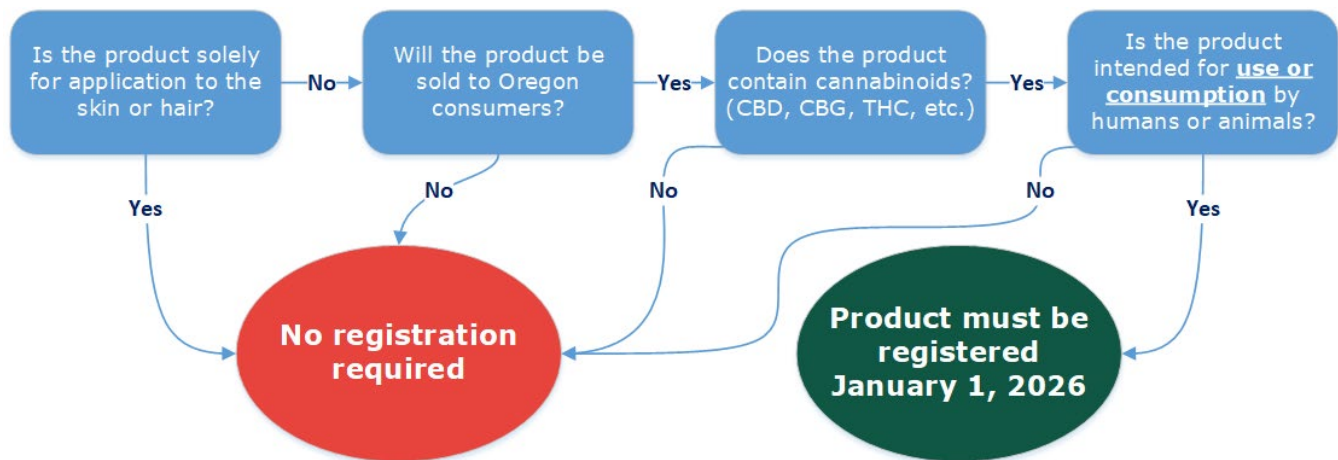 Is the product solely
for application to the
skin or hair?
No
Will the product be
sold to Oregon
consumers?
Yes
Does the product
contain cannabinoids?
(CBD, CBG, THC, etc.)
Yes
Is the product
intended for use or
consumption by
humans or animals?
Yes
No
No
No
Yes
No registration
required
Product must be
registered
January 1, 2026